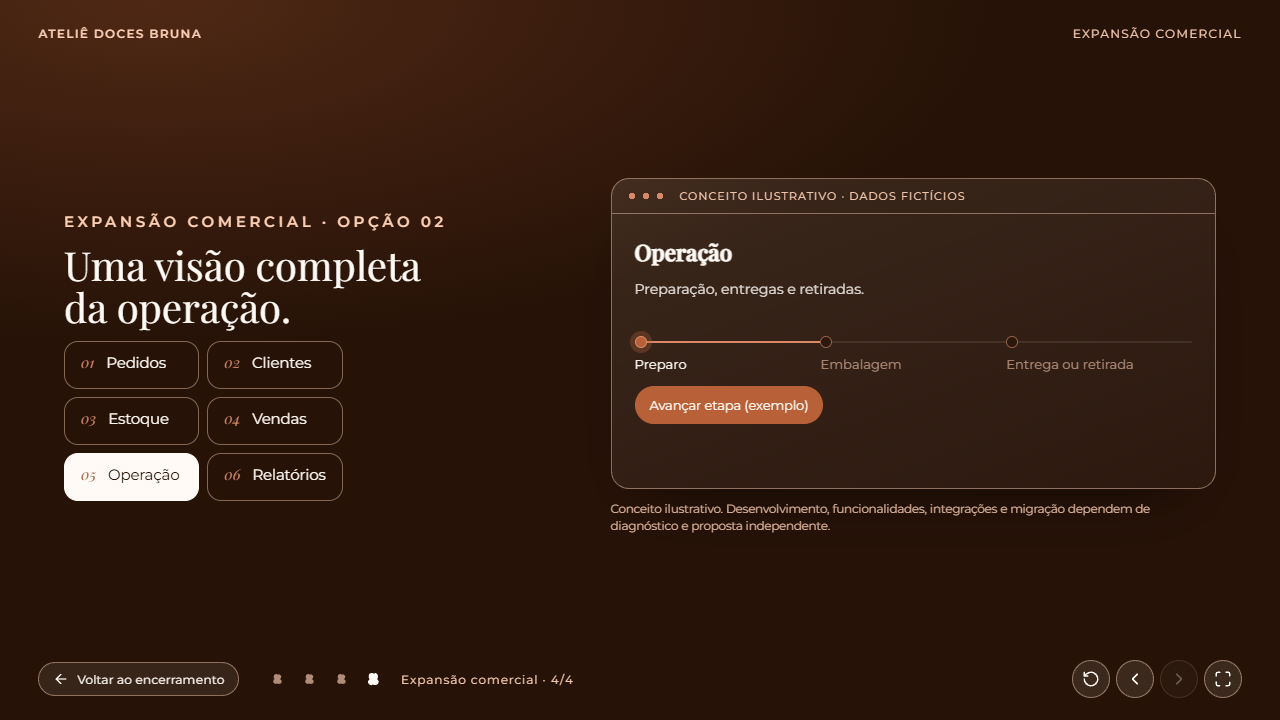 ATELIÊ DOCES BRUNA
EXPANSÃO COMERCIAL
EXPANSÃO COMERCIAL · OPÇÃO 02
Uma visão completa
da operação.
01 Pedidos
02 Clientes
03 Estoque
04 Vendas
05 Operação
06 Relatórios
CONCEITO ILUSTRATIVO · DADOS FICTÍCIOS
Operação
Preparação, entregas e retiradas.
Preparo
Embalagem
Entrega ou retirada
Avançar etapa (exemplo)
Conceito ilustrativo. Desenvolvimento, funcionalidades, integrações e migração dependem de
diagnóstico e proposta independente.
Voltar ao encerramento
Expansão comercial · 4/4